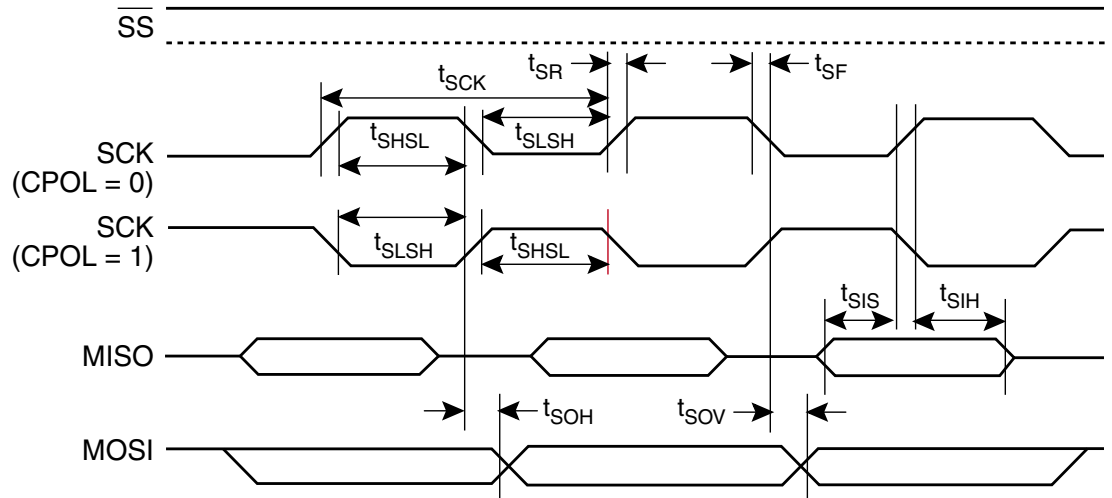 SS
tSR
tSF
tSCK
tSHSL
tSLSH
SCK
(CPOL = 0)
SCK
(CPOL = 1)
tSLSH
tSHSL
tSIS
tSIH
MISO
tSOH
tSOV
MOSI